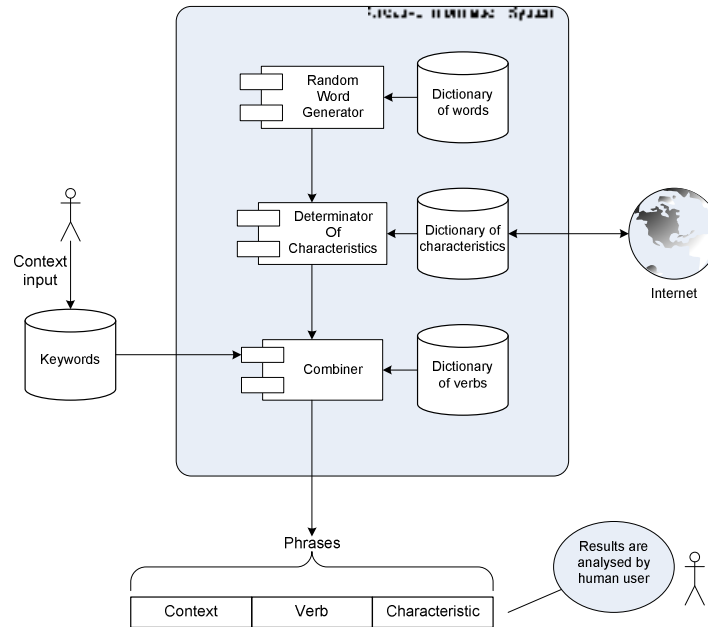 Random
Word
Generator
Dictionary
of words
Determinator
Of
Characteristics
Dictionary of
characteristics
Internet
Context
input
Keywords
Combiner
Dictionary
of verbs
Phrases
Results are
analysed by
human user
Context
Verb
Characteristic